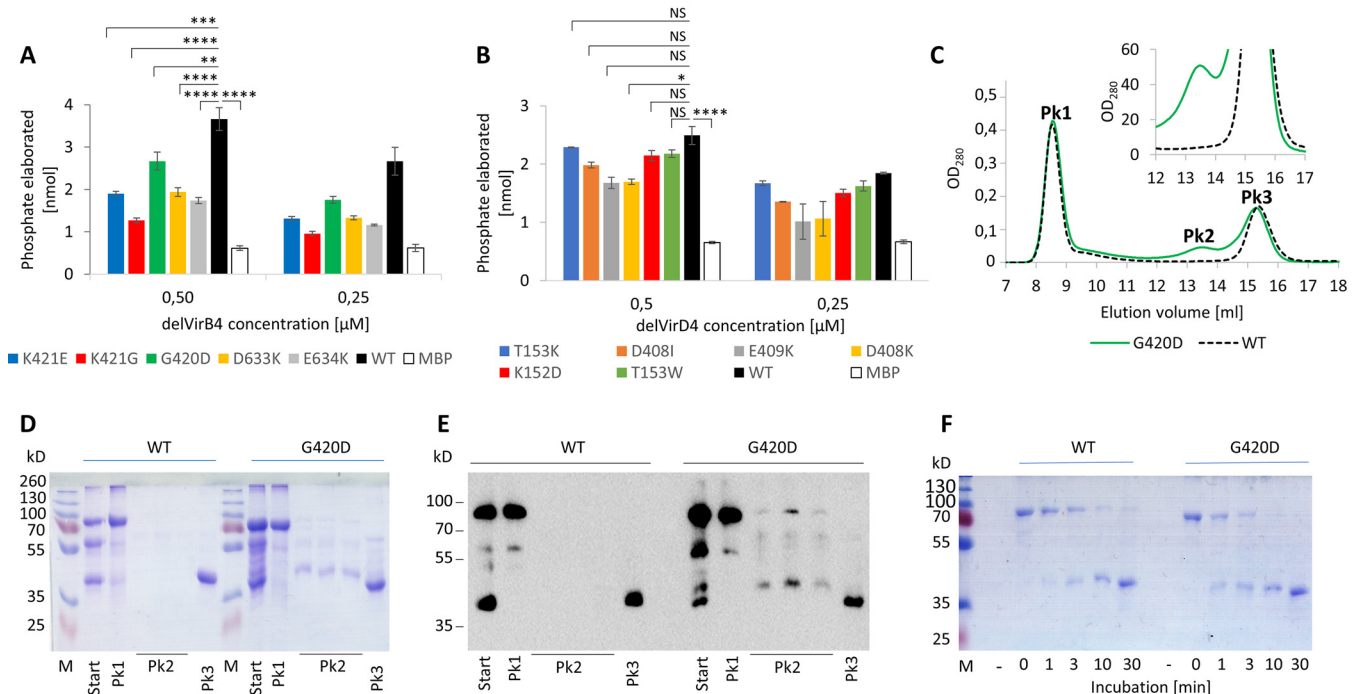 A
***
****
**
****
**** ****
Phosphate elaborated
[nmol]
4
3
2
1
0
0,50
0,25
delVirB4 concentration [µM]
K421E K421G G420D D633K E634K WT MBP
B
NS
NS
NS
*
NS
NS ****
Phosphate elaborated
[nmol]
3
2
1
0
0,5
0,25
delVirD4 concentration [µM]
T153K D408I E409K D408K
K152D T153W WT MBP
C
OD280
0,5
0,4
0,3
0,2
0,1
0
Pk1
Pk2
Pk3
7 8 9 10 11 12 13 14 15 16 17 18
Elution volume [ml]
G420D WT
OD280
60
40
20
0
12 13 14 15 16 17
D
WT G420D
kD
260
130
100
70
55
35
25
M Start Pk1 Pk2 Pk3 M Start Pk1 Pk2 Pk3
E
WT G420D
kD
100
55
35
Start Pk1 Pk2 Pk3 Start Pk1 Pk2 Pk3
F
WT G420D
kD
130
100
70
55
35
25
M - 0 1 3 10 30 - 0 1 3 10 30
Incubation [min]